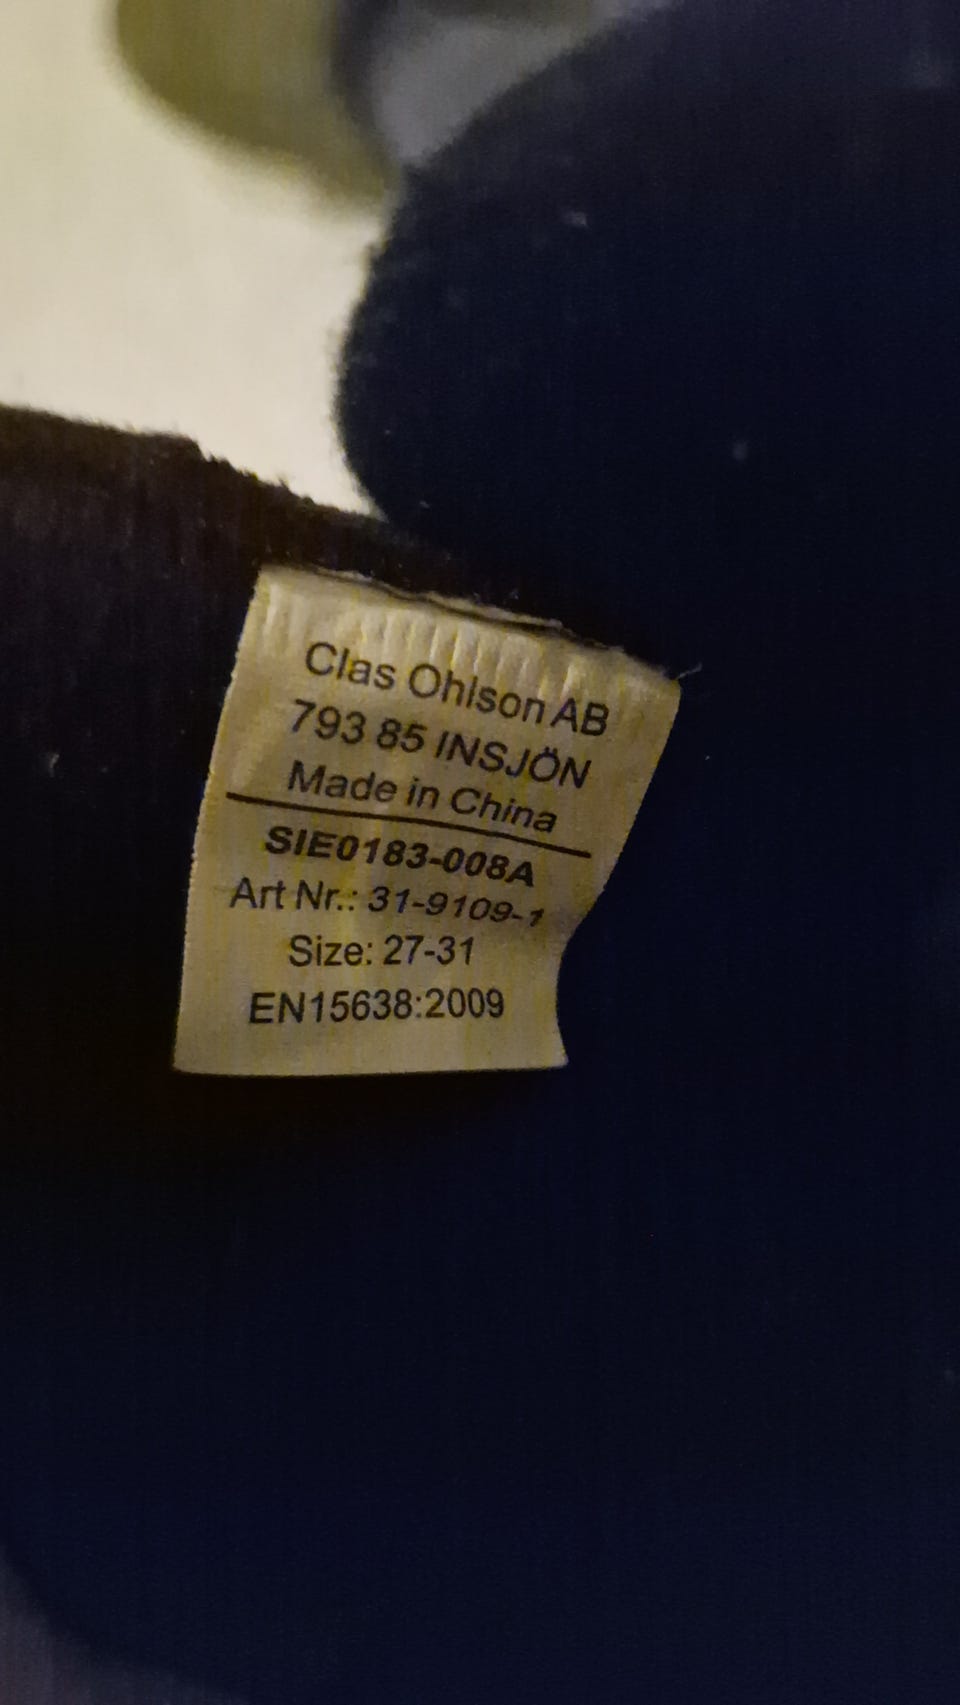 Clas Ohlson AB
793 85 INSJÖN
Made in China
SIE0183-008A
Art Nr.: 31-9109-1
Size: 27-31
EN15638:2009